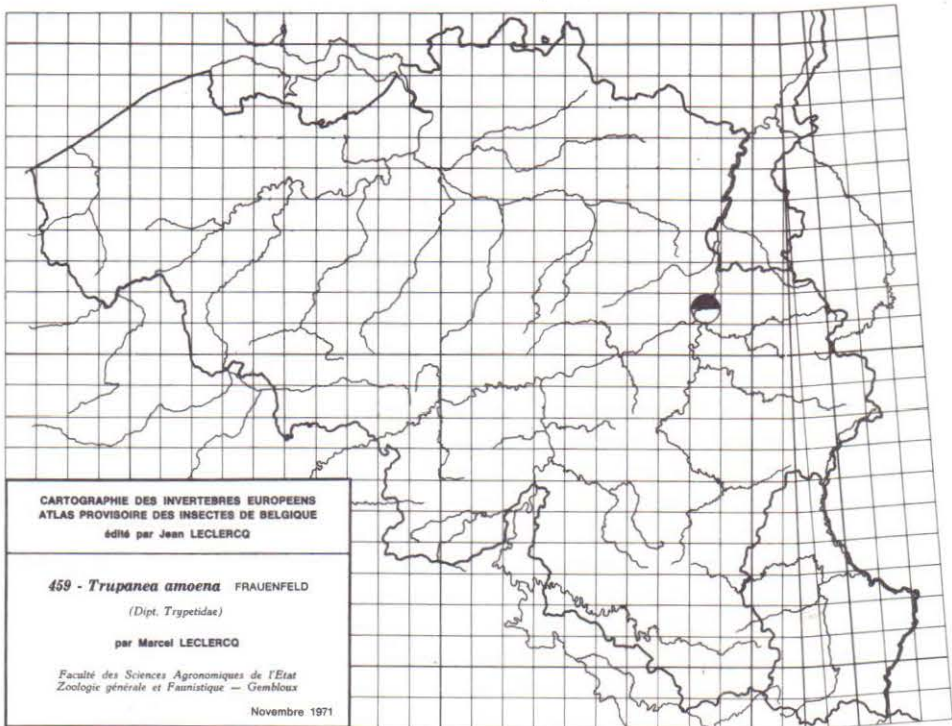 CARTOGRAPHIE DES INVERTEBRES EUROPEENS
ATLAS PROVISOIRE DES INSECTES DE BELGIQUE
édité par Jean LECLERCQ
459 - Trupanea amoena FRAUENFELD
(Dipt. Trypetidae)
par Marcel LECLERCQ
Faculté des Sciences Agronomiques de l'Etat
Zoologie générale et Faunistique — Gembloux
Novembre 1971